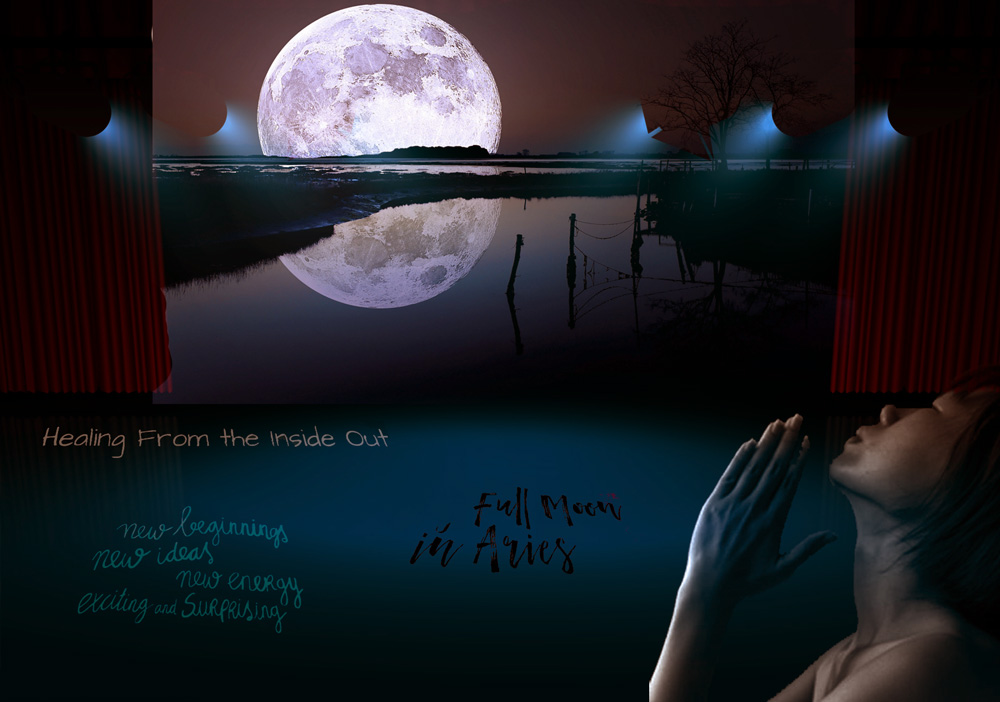 Healing From the Inside Out
Full Moon
in Aries
new beginnings
new ideas
new energy
exciting and Surprising